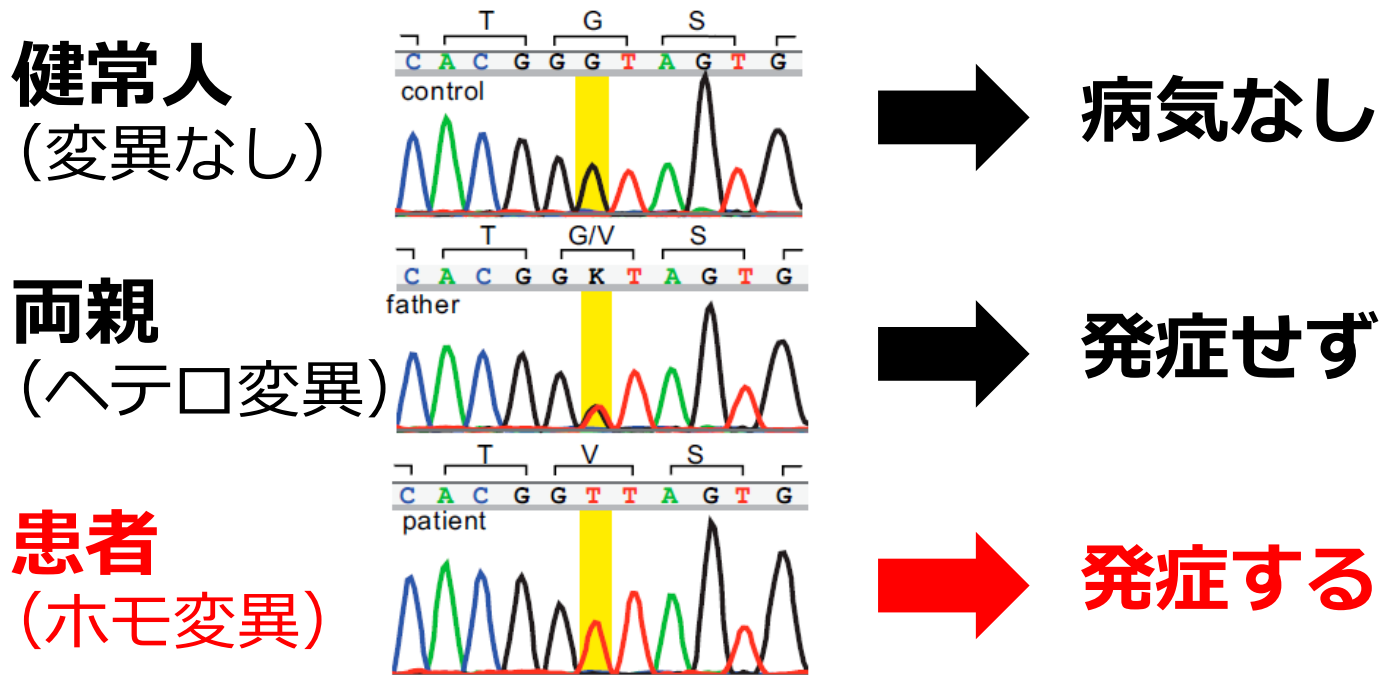 T G S
C A C G G G T A G T G
健常人
(変異なし)
control
病気なし
T G/V S
C A C G G K T A G T G
両親
(ヘテロ変異)
father
発症せず
T V S
C A C G G T T A G T G
患者
(ホモ変異)
patient
発症する